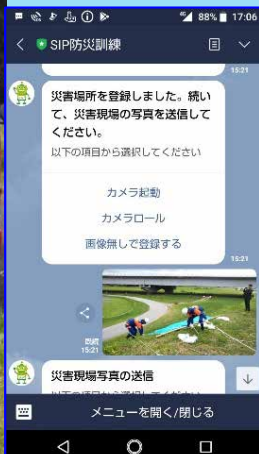 88% 17:06
SIP防災訓練
15:21
災害場所を登録しました。続い
て、災害現場の写真を送信して
ください。
以下の項目から選択してください
カメラ起動
カメラロール
画像無しで登録する
15:21
既読
15:21
災害現場写真の送信
メニューを開く/閉じる